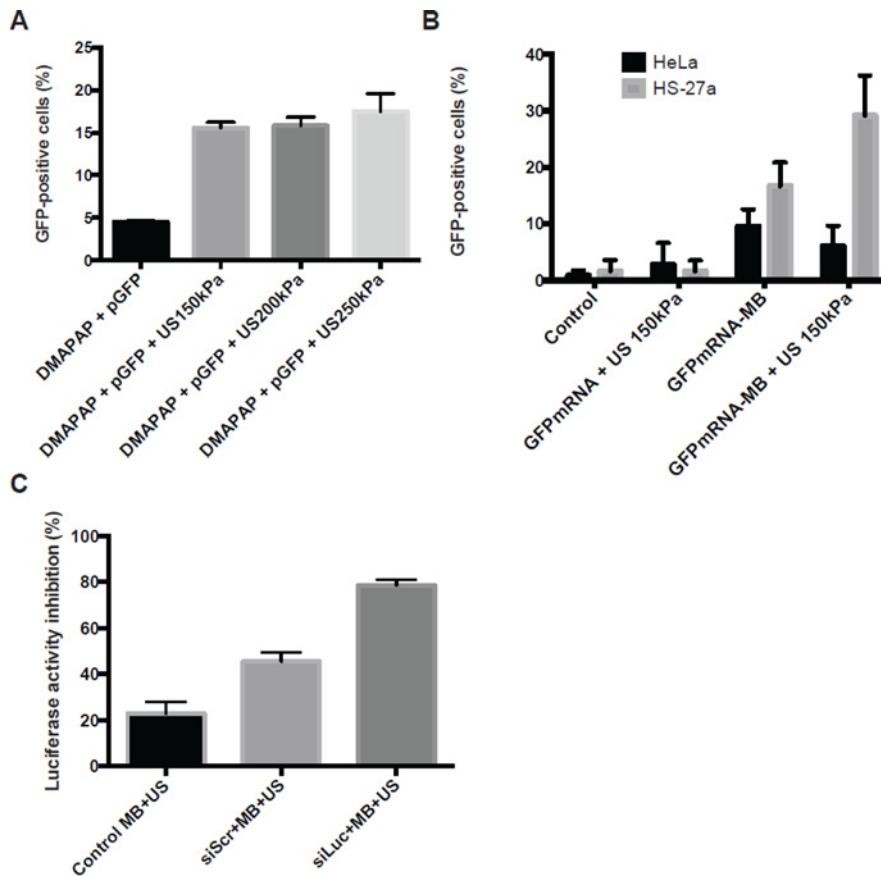 A
GFP-positive cells (%)
25
20
15
10
5
0
DMAPAP + pGFP
DMAPAP + pGFP + US150kPa
DMAPAP + pGFP + US200kPa
DMAPAP + pGFP + US250kPa
B
GFP-positive cells (%)
40
30
20
10
0
HeLa
HS-27a
Control
GFPmRNA + US 150kPa
GFPmRNA-MB
GFPmRNA-MB + US 150kPa
C
Luciferase activity inhibition (%)
100
80
60
40
20
0
Control MB+US
siScr+MB+US
siLuc+MB+US